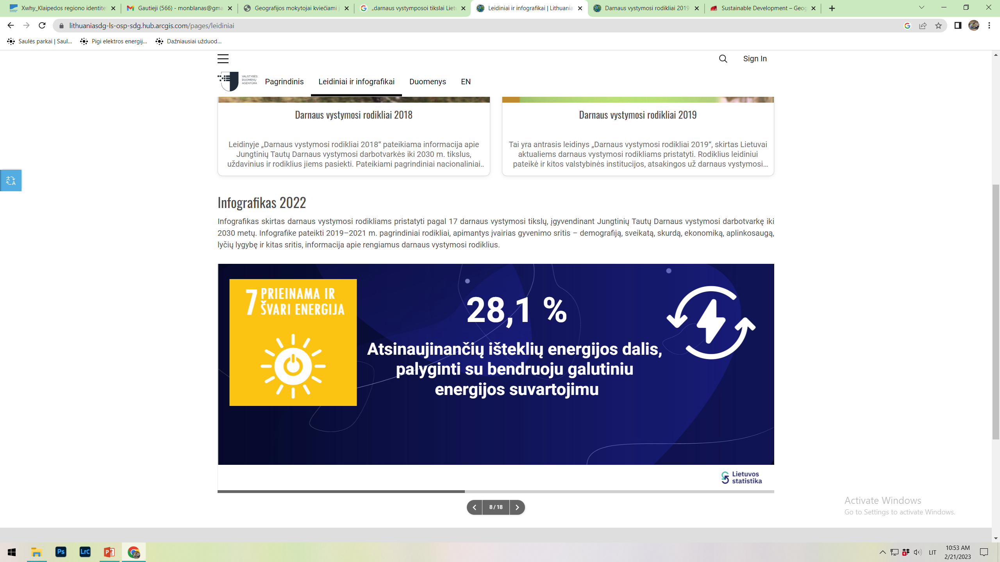 Xwhy_Klaipedos regiono identitet
Gautieji (566) - monblanas@gma
Geografijos mokytojai kviečiami į
„darnaus vystymposoi tikslai Lietu
Leidiniai ir infografikai | Lithuania
Darnaus vystymosi rodikliai 2019
Sustainable Development – Geog
lithuaniasdg-ls-osp-sdg.hub.arcgis.com/pages/leidiniai
Saulės parkai | Saul...
Pigi elektros energij...
Dažniausiai užduod...
Sign In
VALSTYBĖS
DUOMENŲ
AGENTŪRA
Pagrindinis
Leidiniai ir infografikai
Duomenys
EN
Darnaus vystymosi rodikliai 2018
Leidinyje „Darnaus vystymosi rodikliai 2018“ pateikiama informacija apie
Jungtinių Tautų Darnaus vystymosi darbotvarkės iki 2030 m. tikslus,
uždavinius ir rodiklius jiems pasiekti. Pateikiami pagrindiniai nacionaliniai..
Darnaus vystymosi rodikliai 2019
Tai yra antrasis leidinys „Darnaus vystymosi rodikliai 2019“, skirtas Lietuvai
aktualiems darnaus vystymosi rodikliams pristatyti. Rodiklius leidiniui
pateikė ir kitos valstybinės institucijos, atsakingos už darnaus vystymosi...
Infografikas 2022
Infografikas skirtas darnaus vystymosi rodikliams pristatyti pagal 17 darnaus vystymosi tikslų, įgyvendinant Jungtinių Tautų Darnaus vystymosi darbotvarkę iki
2030 metų. Infografike pateikti 2019–2021 m. pagrindiniai rodikliai, apimantys įvairias gyvenimo sritis – demografiją, sveikatą, skurdą, ekonomiką, aplinkosaugą,
lyčių lygybę ir kitas sritis, informacija apie rengiamus darnaus vystymosi rodiklius.
7 PRIEINAMA IR
ŠVARI ENERGIJA
28,1 %
Atsinaujinančių išteklių energijos dalis,
palyginti su bendruoju galutiniu
energijos suvartojimu
Lietuvos
statistika
8 / 18
Activate Windows
Go to Settings to activate Windows.
Ps
LrC
P
4
LIT
10:53 AM
2/21/2023